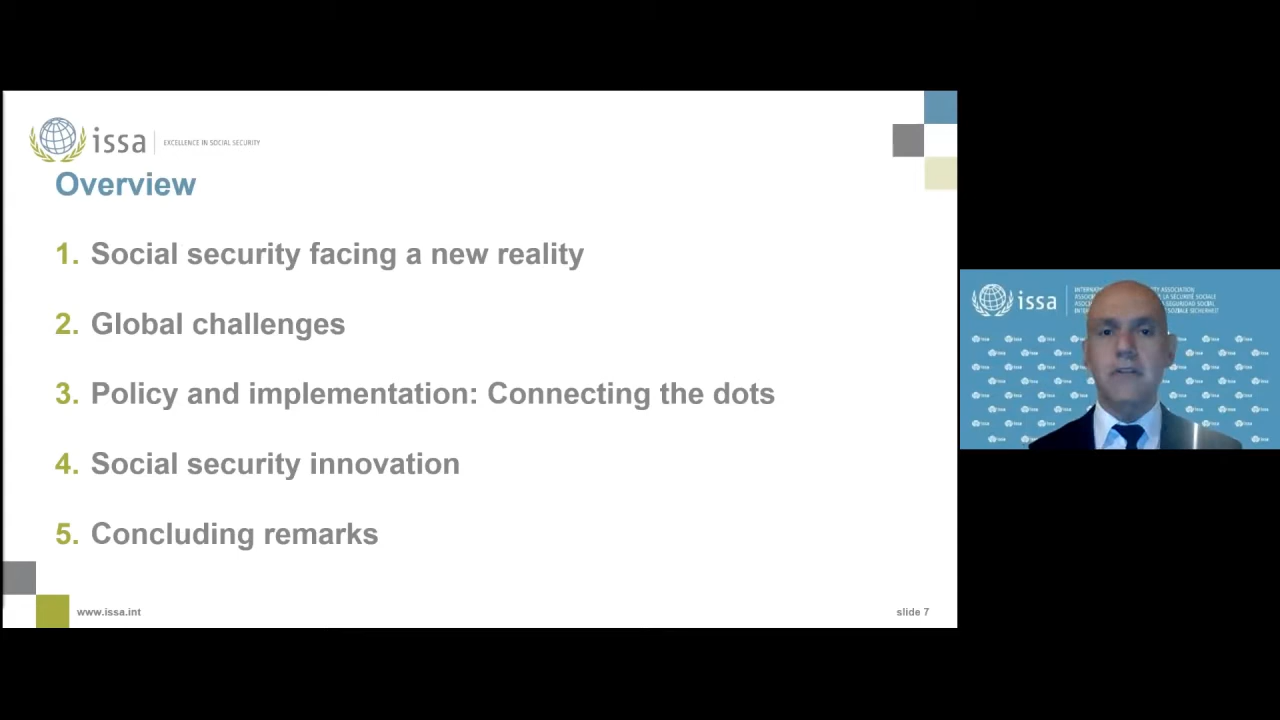 issa
EXCELLENCE IN SOCIAL SECURITY
Overview
1. Social security facing a new reality
2. Global challenges
3. Policy and implementation: Connecting the dots
4. Social security innovation
5. Concluding remarks
www.issa.int
slide 7
issa